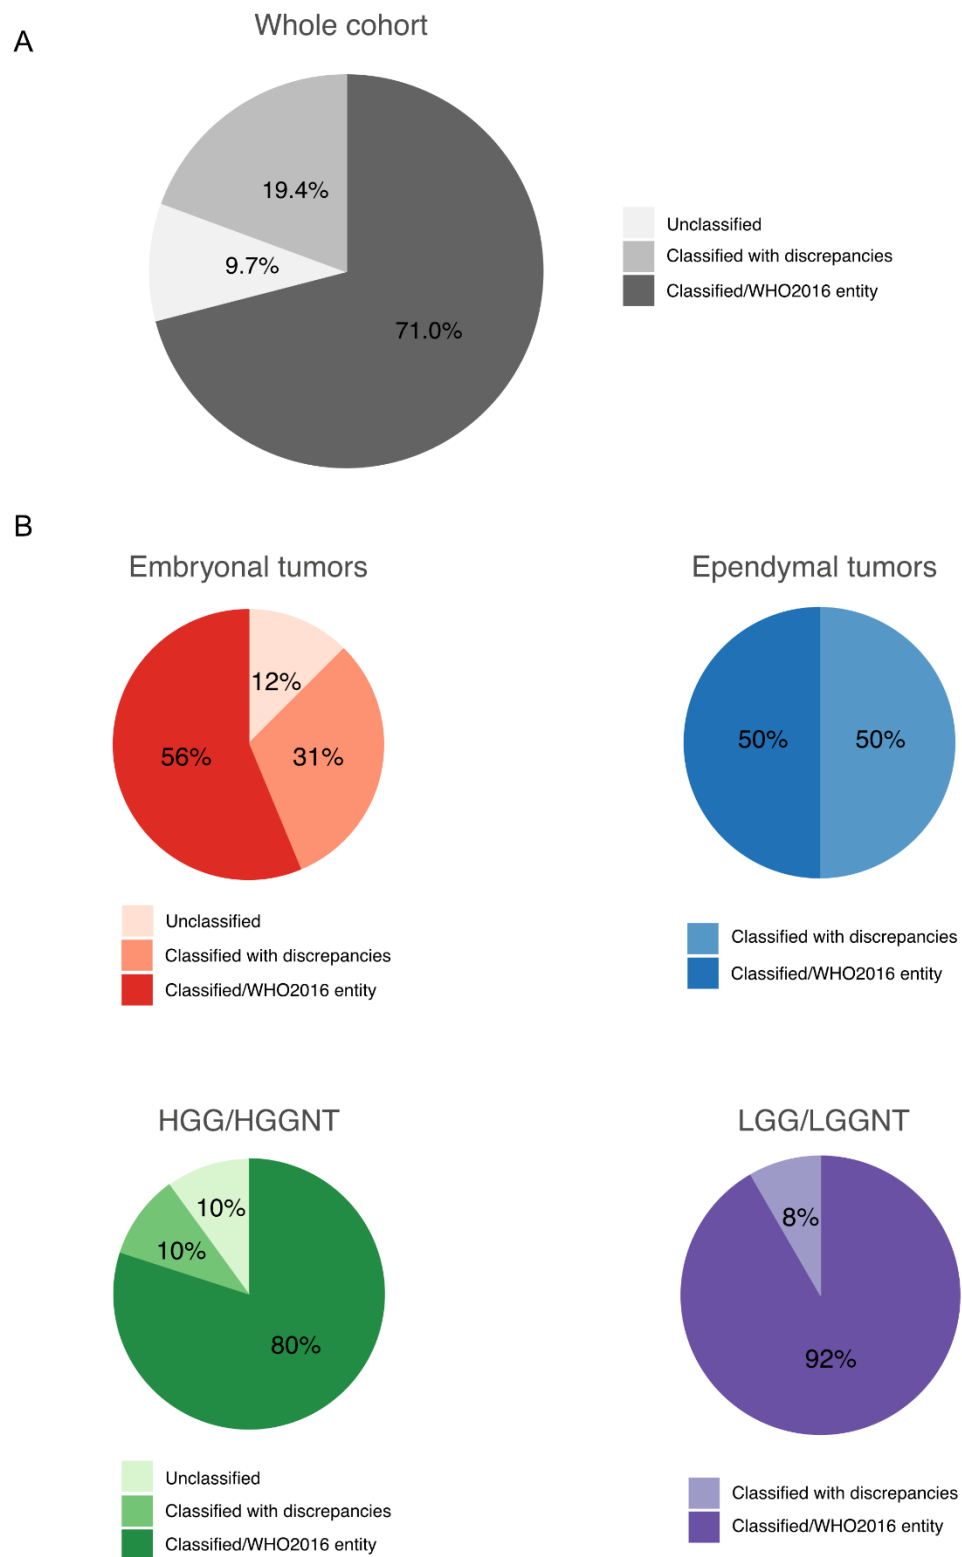 A
Whole cohort
19.4%
9.7%
71.0%
Unclassified
Classified with discrepancies
Classified/WHO2016 entity
B
Embryonal tumors
12%
56%
31%
Unclassified
Classified with discrepancies
Classified/WHO2016 entity
Ependymal tumors
50%
50%
Classified with discrepancies
Classified/WHO2016 entity
HGG/HGGNT
10%
10%
80%
Unclassified
Classified with discrepancies
Classified/WHO2016 entity
LGG/LGGNT
8%
92%
Classified with discrepancies
Classified/WHO2016 entity